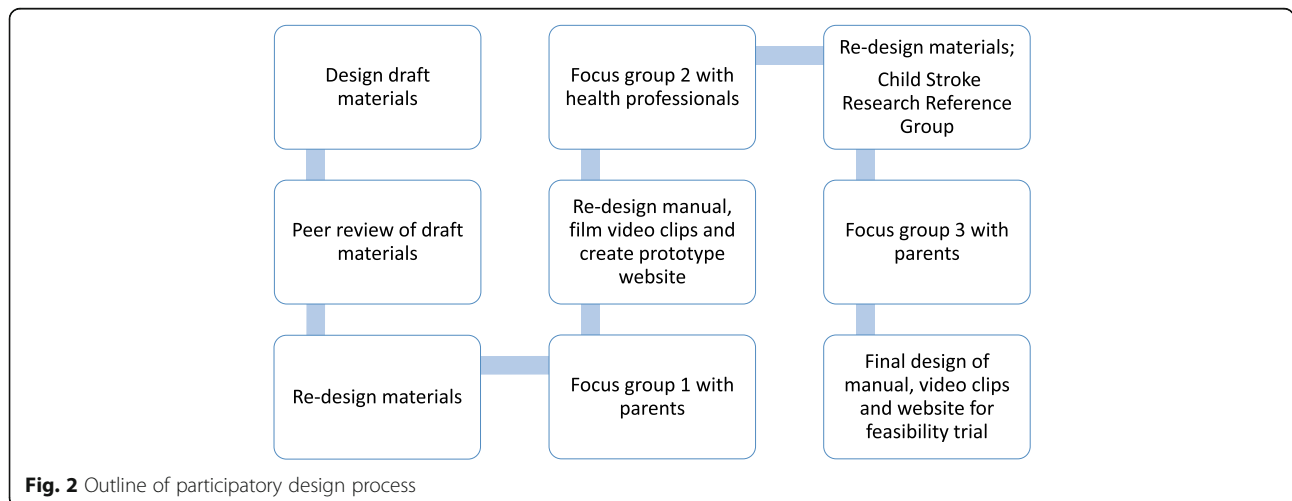 Design draft
materials
Peer review of draft
materials
Re-design materials
Focus group 1 with
parents
Re-design manual,
film video clips and
create prototype
website
Focus group 2 with
health professionals
Re-design materials;
Child Stroke
Research Reference
Group
Focus group 3 with
parents
Final design of
manual, video clips
and website for
feasibility trial
Fig. 2 Outline of participatory design process